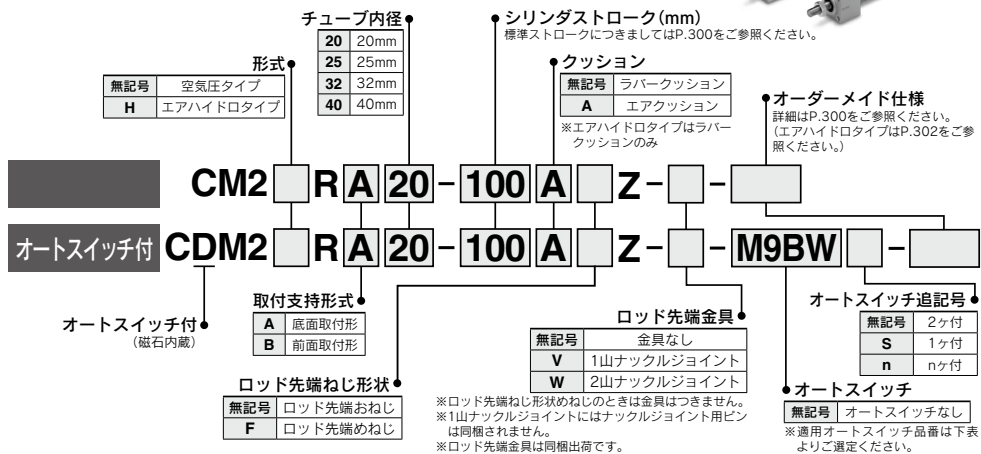 チューブ内径
20 20mm
25 25mm
32 32mm
40 40mm
シリンダストローク(mm)
標準ストロークにつきましてはP.300をご参照ください。
形式
無記号 空気圧タイプ
H エアハイドロタイプ
クッション
無記号 ラバークッション
A エアクッション
※エアハイドロタイプはラバー
クッションのみ
オーダーメイド仕様
詳細はP.300をご参照ください。
(エアハイドロタイプはP.302をご参
照ください。)
CM2 R A 20-100 A Z- -
オートスイッチ付 CDM2 R A 20-100 A Z- - M9BW -
オートスイッチ付
(磁石内蔵)
取付支持形式
A 底面取付形
B 前面取付形
ロッド先端ねじ形状
無記号 ロッド先端おねじ
F ロッド先端めねじ
ロッド先端金具
無記号 金具なし
V 1山ナックルジョイント
W 2山ナックルジョイント
※ロッド先端ねじ形状めねじのときは金具はつきません。
※1山ナックルジョイントにはナックルジョイント用ピン
は同梱されません。
※ロッド先端金具は同梱出荷です。
オートスイッチ追記号
無記号 2ヶ付
S 1ヶ付
n nヶ付
オートスイッチ
無記号 オートスイッチなし
※適用オートスイッチ品番は下表
よりご選定ください。